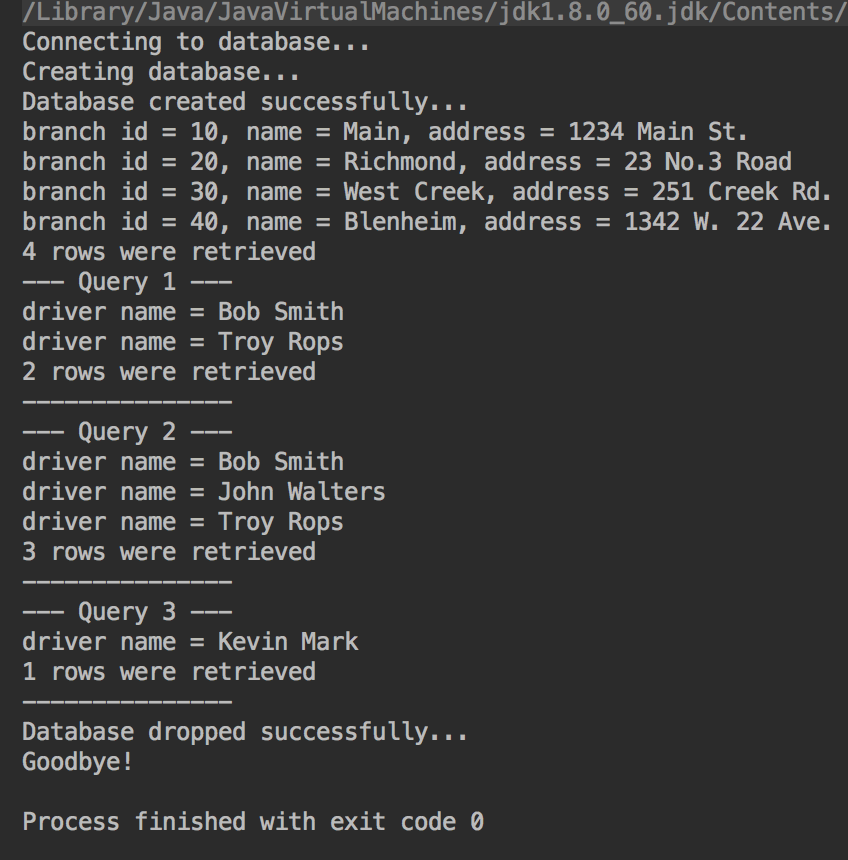 /Library/Java/JavaVirtualMachines/jdk1.8.0_60.jdk/Contents/
Connecting to database...
Creating database...
Database created successfully...
branch id = 10, name = Main, address = 1234 Main St.
branch id = 20, name = Richmond, address = 23 No.3 Road
branch id = 30, name = West Creek, address = 251 Creek Rd.
branch id = 40, name = Blenheim, address = 1342 W. 22 Ave.
4 rows were retrieved
--- Query 1 ---
driver name = Bob Smith
driver name = Troy Rops
2 rows were retrieved
---------------
--- Query 2 ---
driver name = Bob Smith
driver name = John Walters
driver name = Troy Rops
3 rows were retrieved
---------------
--- Query 3 ---
driver name = Kevin Mark
1 rows were retrieved
---------------
Database dropped successfully...
Goodbye!
Process finished with exit code 0